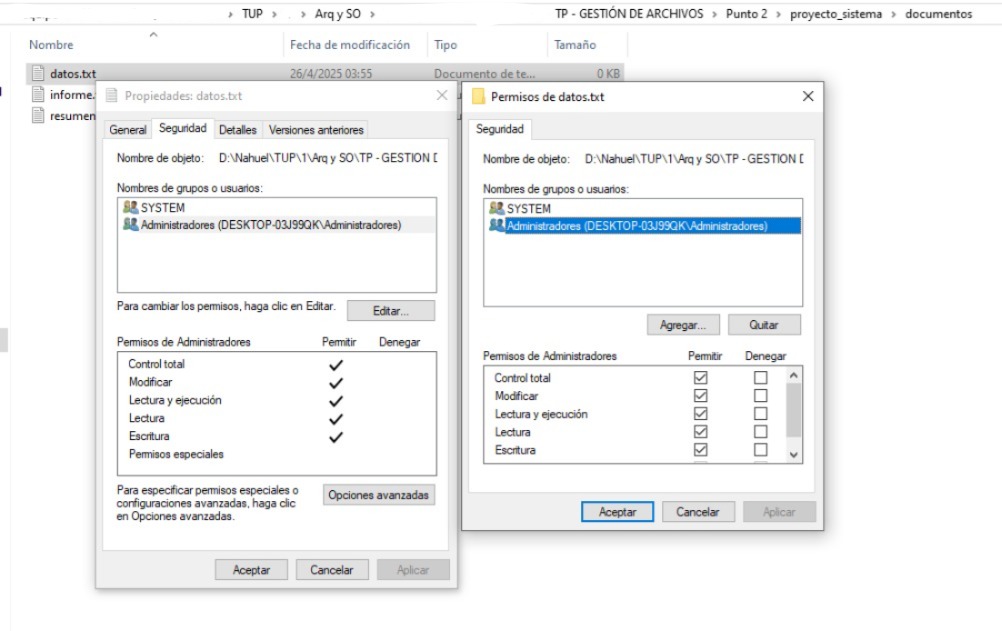 TUP > > Arq y SO > TP - GESTIÓN DE ARCHIVOS > Punto 2 > proyecto_sistema > documentos
Nombre Fecha de modificación Tipo Tamaño
datos.txt 26/4/2025 03:55 Documento de te... 0 KB
informe.
resumen
Propiedades: datos.txt
General Seguridad Detalles Versiones anteriores
Nombre de objeto: D:\Nahuel\TUP\1\Arq y SO\TP - GESTION D
Nombres de grupos o usuarios:
SYSTEM
Administradores (DESKTOP-03J99QK\Administradores)
Para cambiar los permisos, haga clic en Editar. Editar...
Permisos de Administradores Permitir Denegar
Control total
Modificar
Lectura y ejecución
Lectura
Escritura
Permisos especiales
Para especificar permisos especiales o
configuraciones avanzadas, haga clic
en Opciones avanzadas.
Opciones avanzadas
Aceptar Cancelar Aplicar
Permisos de datos.txt
Seguridad
Nombre de objeto: D:\Nahuel\TUP\1\Arq y SO\TP - GESTION D
Nombres de grupos o usuarios:
SYSTEM
Administradores (DESKTOP-03J99QK\Administradores)
Agregar... Quitar
Permisos de Administradores Permitir Denegar
Control total
Modificar
Lectura y ejecución
Lectura
Escritura
Aceptar Cancelar Aplicar